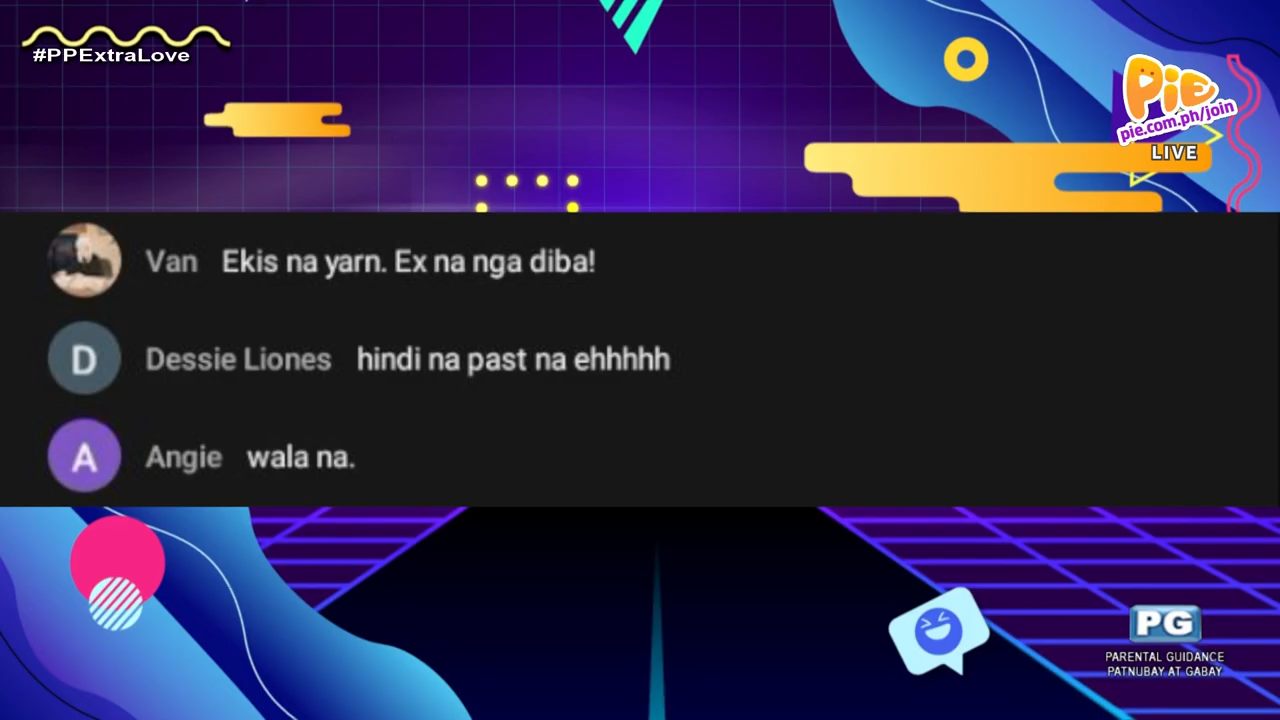 #PPExtraLove
PiE
pie.com.ph/join
LIVE
Van Ekis na yarn. Ex na nga diba!
D Dessie Liones hindi na past na ehhhhh
A Angie wala na.
PG
PARENTAL GUIDANCE
PATNUBAY AT GABAY